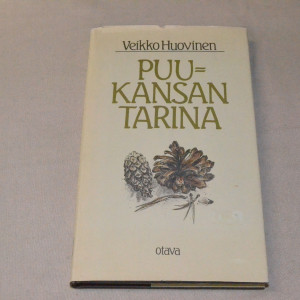 Veikko Huovinen
PUU=
KANSAN
TARINA
otava